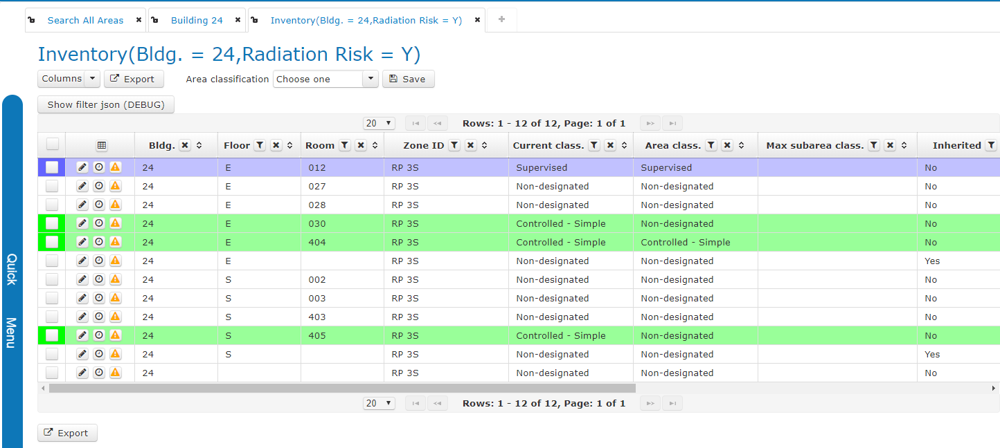 Search All Areas Building 24 Inventory(Bldg. = 24,Radiation Risk = Y)
Inventory(Bldg. = 24,Radiation Risk = Y)
Columns Export Area classification Choose one Save
Show filter json (DEBUG)
20 Rows: 1 - 12 of 12, Page: 1 of 1
Bldg. Floor Room Zone ID Current class. Area class. Max subarea class. Inherited
24 E 012 RP 3S Supervised Supervised No
24 E 027 RP 3S Non-designated Non-designated No
24 E 028 RP 3S Non-designated Non-designated No
24 E 030 RP 3S Controlled - Simple Non-designated No
24 E 404 RP 3S Controlled - Simple Controlled - Simple No
24 E RP 3S Non-designated Non-designated Yes
24 S 002 RP 3S Non-designated Non-designated No
24 S 003 RP 3S Non-designated Non-designated No
24 S 403 RP 3S Non-designated Non-designated No
24 S 405 RP 3S Controlled - Simple Non-designated No
24 S RP 3S Non-designated Non-designated Yes
24 RP 3S Non-designated Non-designated No
20 Rows: 1 - 12 of 12, Page: 1 of 1
Export
Quick Menu